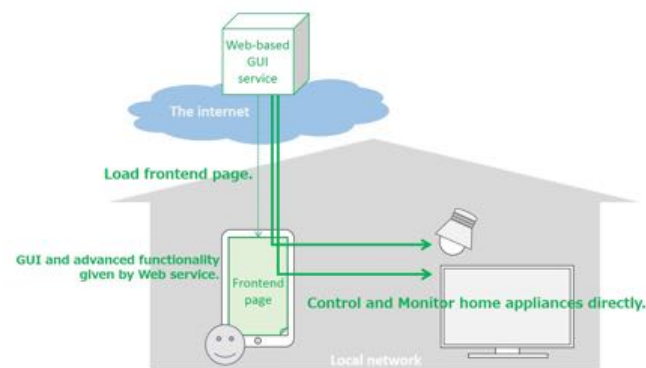 Web-based
GUI
service
The internet
Load frontend page.
GUI and advanced functionality
given by Web service.
Frontend
page
Control and Monitor home appliances directly.
Local network